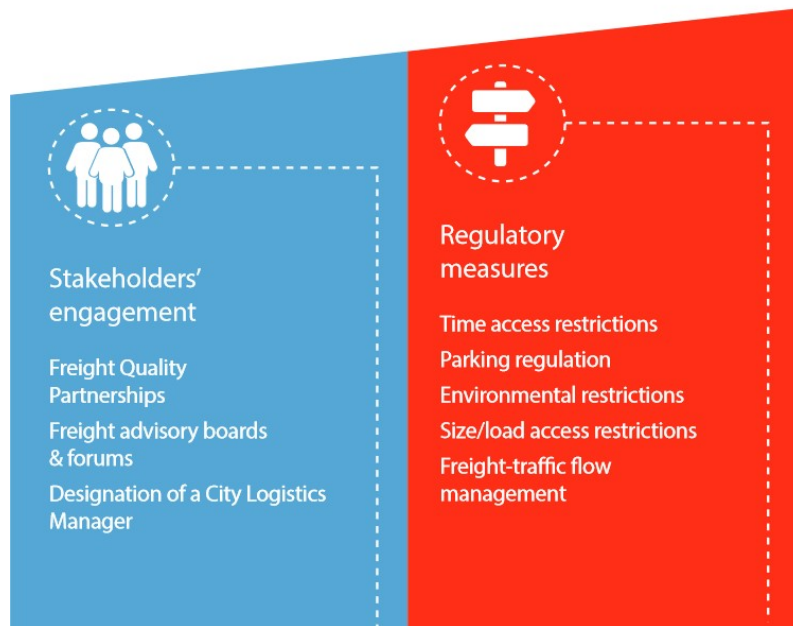 Stakeholders'
engagement
Freight Quality
Partnerships
Freight advisory boards
& forums
Designation of a City Logistics
Manager
Regulatory
measures
Time access restrictions
Parking regulation
Environmental restrictions
Size/load access restrictions
Freight-traffic flow
management